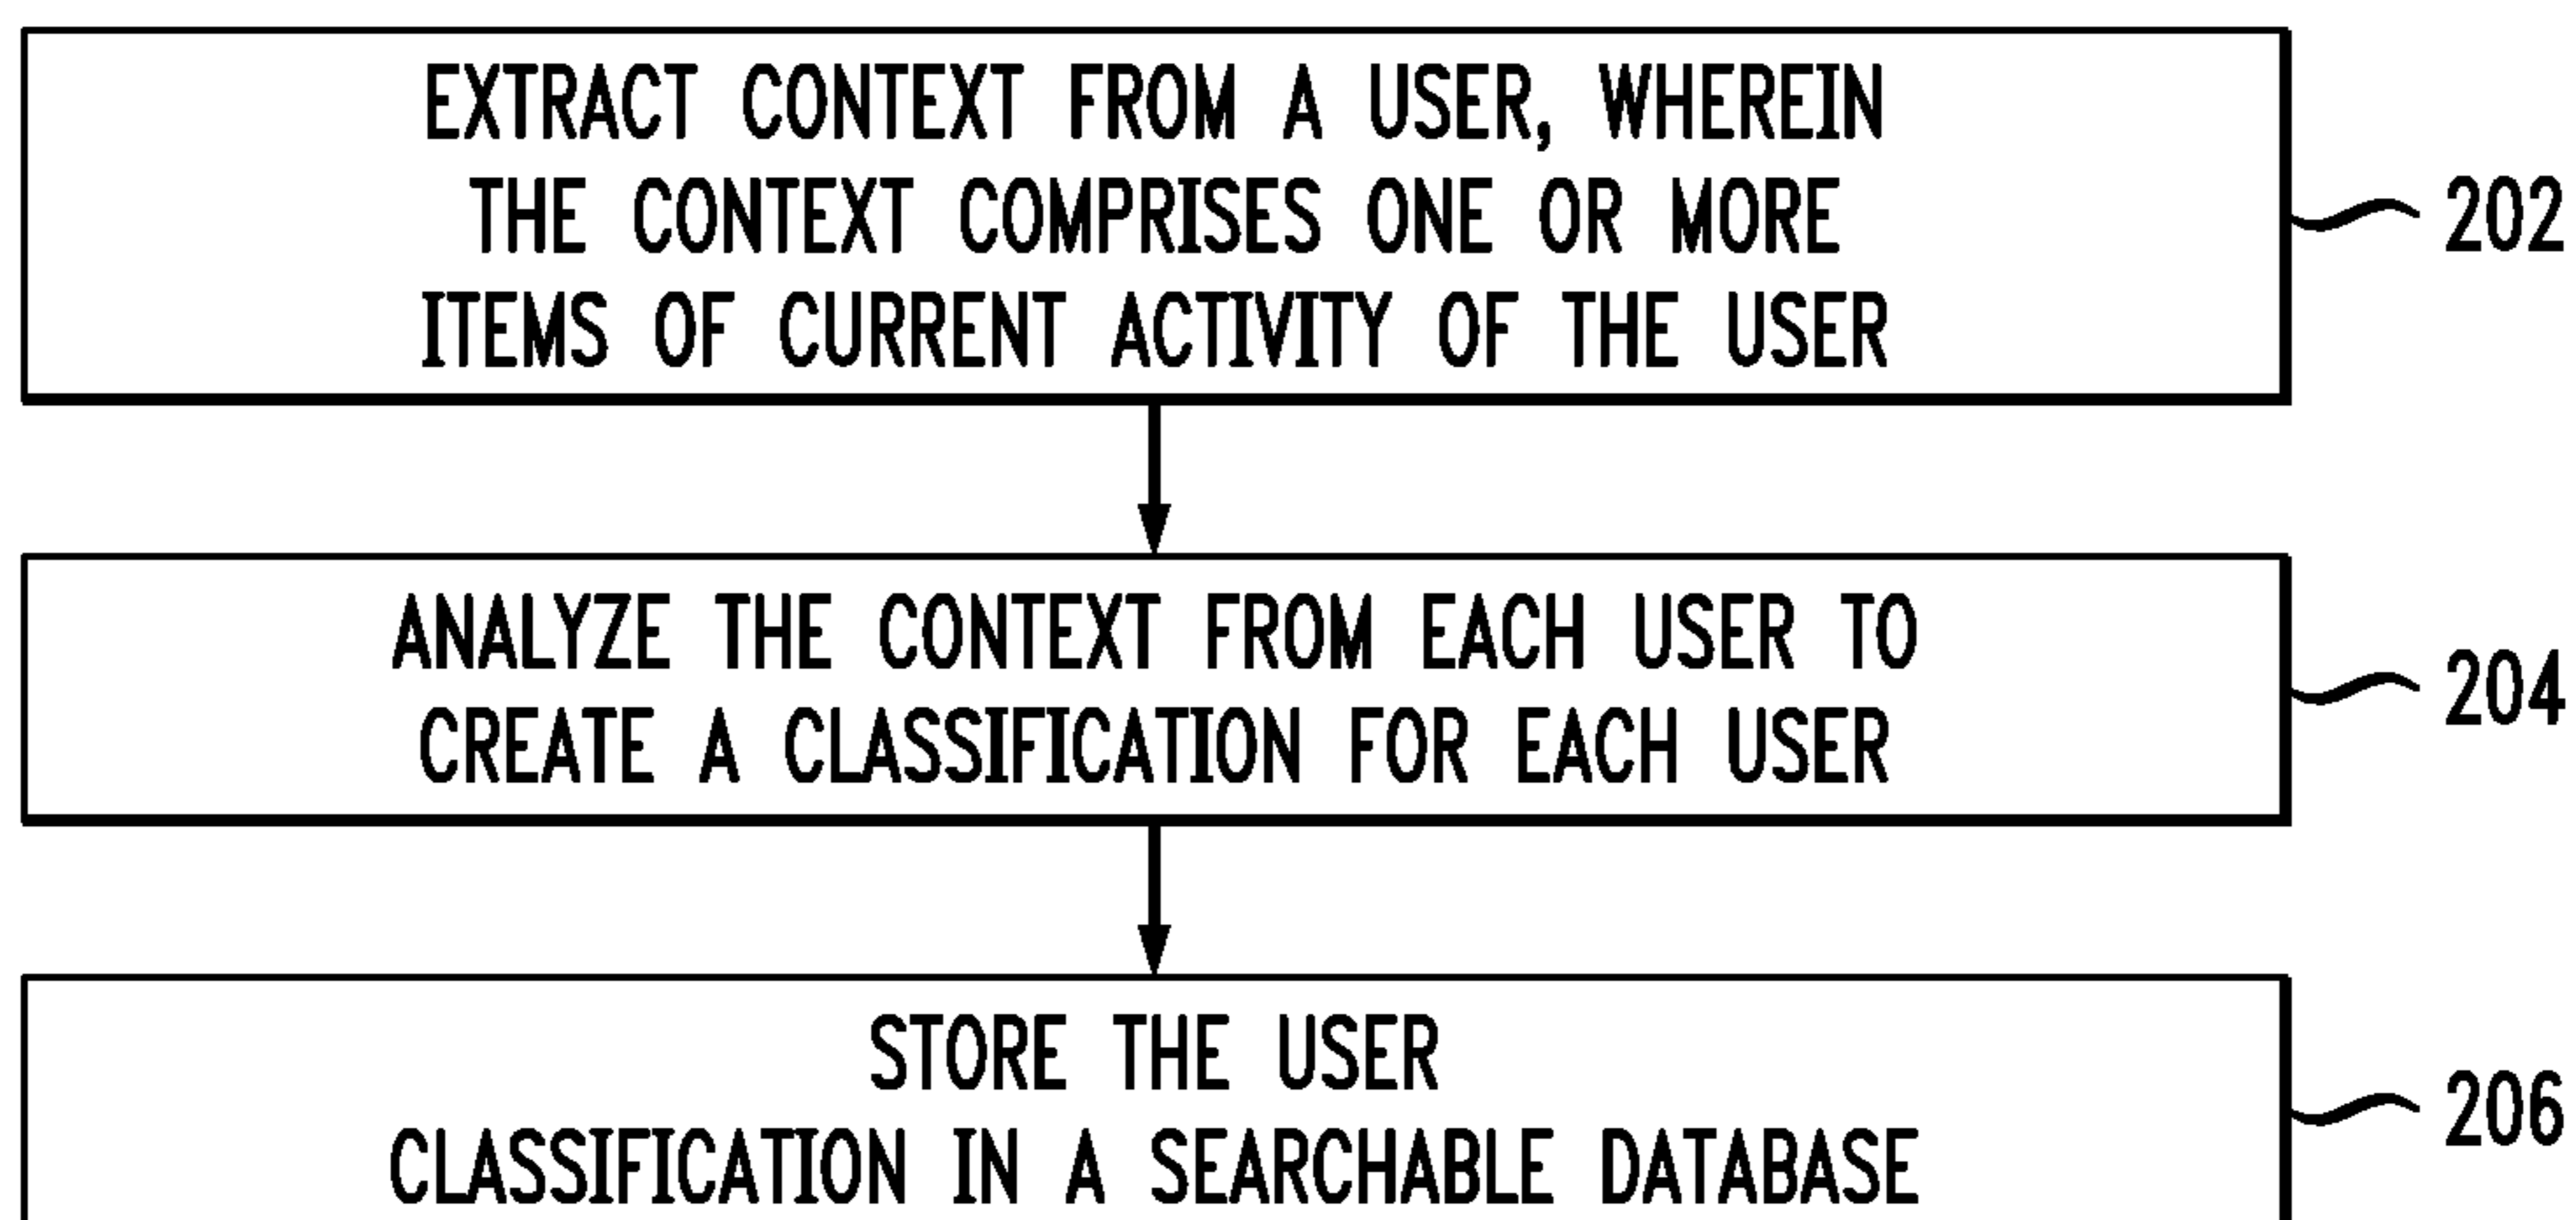 EXTRACT CONTEXT FROM A USER, WHEREIN
THE CONTEXT COMPRISES ONE OR MORE
ITEMS OF CURRENT ACTIVITY OF THE USER
202
ANALYZE THE CONTEXT FROM EACH USER TO
CREATE A CLASSIFICATION FOR EACH USER
204
STORE THE USER
CLASSIFICATION IN A SEARCHABLE DATABASE
206